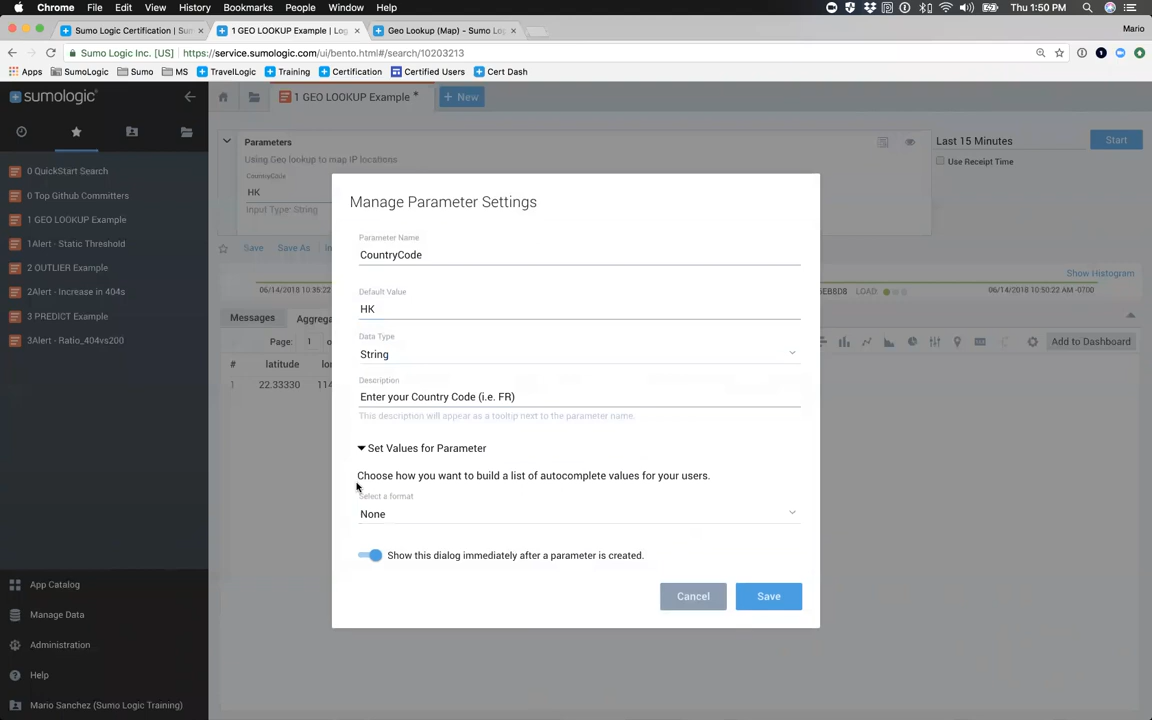 Chrome File Edit View History Bookmarks People Window Help Thu 1:50 PM
Sumo Logic Certification | Sum 1 GEO LOOKUP Example | Log Geo Lookup (Map) - Sumo Log Mario
Sumo Logic Inc. [US] https://service.sumologic.com/ui/bento.html#/search/10203213
Apps SumoLogic Sumo MS TravelLogic Training Certification Certified Users Cert Dash
sumologic
1 GEO LOOKUP Example * + New
Parameters
Using Geo lookup to map IP locations
CountryCode
HK
Input Type: String
Last 15 Minutes Start
Use Receipt Time
0 QuickStart Search
0 Top Github Committers
1 GEO LOOKUP Example
1Alert - Static Threshold
2 OUTLIER Example
2Alert - Increase in 404s
3 PREDICT Example
3Alert - Ratio_404vs200
App Catalog
Manage Data
Administration
Help
Mario Sanchez (Sumo Logic Training)
Save Save As
Show Histogram
06/14/2018 10:35:22 LOAD: 06/14/2018 10:50:22 AM -0700
Messages
Page: 1 Add to Dashboard
# latitude
1 22.33330
Manage Parameter Settings
Parameter Name
CountryCode
Default Value
HK
Data Type
String
Description
Enter your Country Code (i.e. FR)
This description will appear as a tooltip next to the parameter name.
Set Values for Parameter
Choose how you want to build a list of autocomplete values for your users.
Select a format
None
Show this dialog immediately after a parameter is created.
Cancel Save